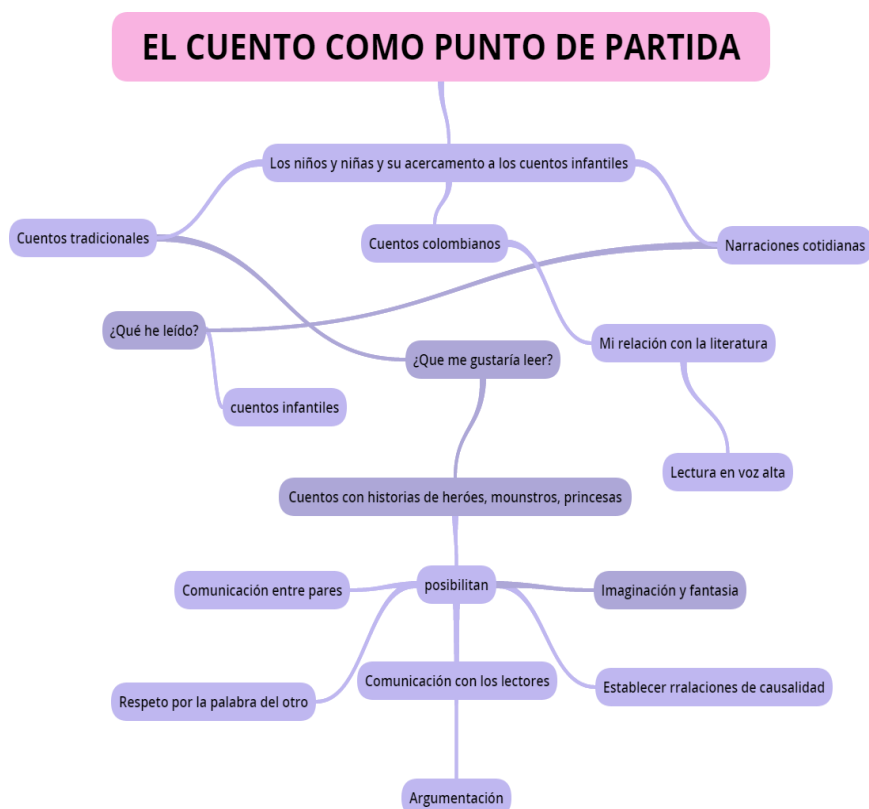 EL CUENTO COMO PUNTO DE PARTIDA
Los niños y niñas y su acercamento a los cuentos infantiles
Cuentos tradicionales
Cuentos colombianos
Narraciones cotidianas
¿Qué he leído?
Mi relación con la literatura
¿Que me gustaría leer?
cuentos infantiles
Lectura en voz alta
Cuentos con historias de heróes, mounstros, princesas
posibilitan
Comunicación entre pares
Imaginación y fantasia
Comunicación con los lectores
Establecer rralaciones de causalidad
Respeto por la palabra del otro
Argumentación